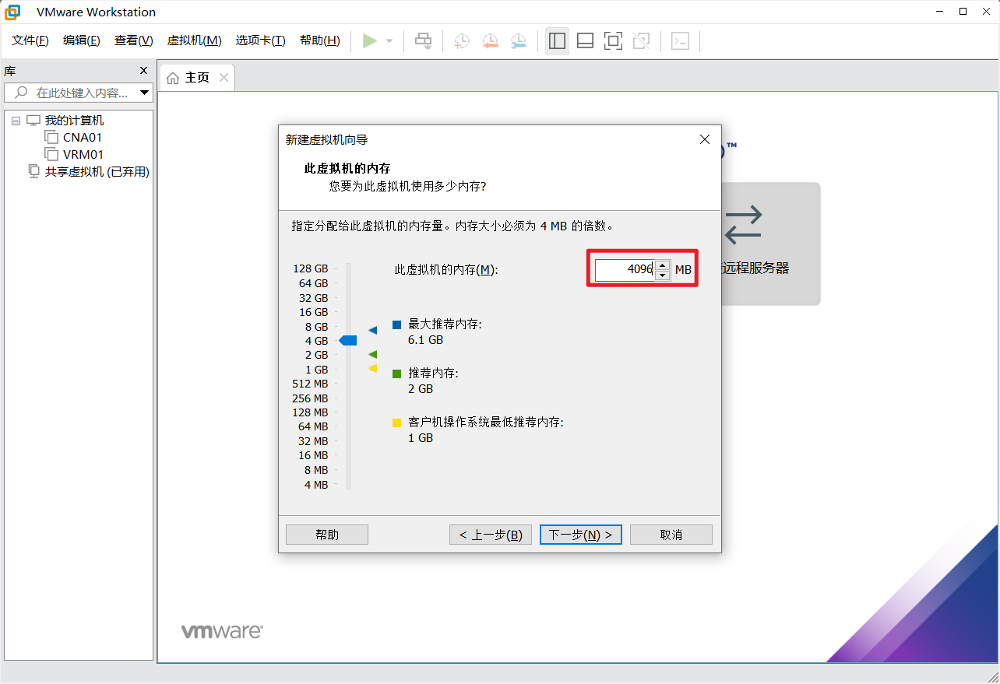 VMware Workstation
文件(F) 编辑(E) 查看(V) 虚拟机(M) 选项卡(T) 帮助(H)
库
在此处键入内容...
我的计算机
CNA01
VRM01
共享虚拟机 (已弃用)
主页
™
远程服务器
新建虚拟机向导
此虚拟机的内存
您要为此虚拟机使用多少内存?
指定分配给此虚拟机的内存量。内存大小必须为 4 MB 的倍数。
此虚拟机的内存(M):
4096 MB
128 GB
64 GB
32 GB
16 GB
8 GB
4 GB
2 GB
1 GB
512 MB
256 MB
128 MB
64 MB
32 MB
16 MB
8 MB
4 MB
最大推荐内存:
6.1 GB
推荐内存:
2 GB
客户机操作系统最低推荐内存:
1 GB
帮助 < 上一步(B) 下一步(N) > 取消
vmware